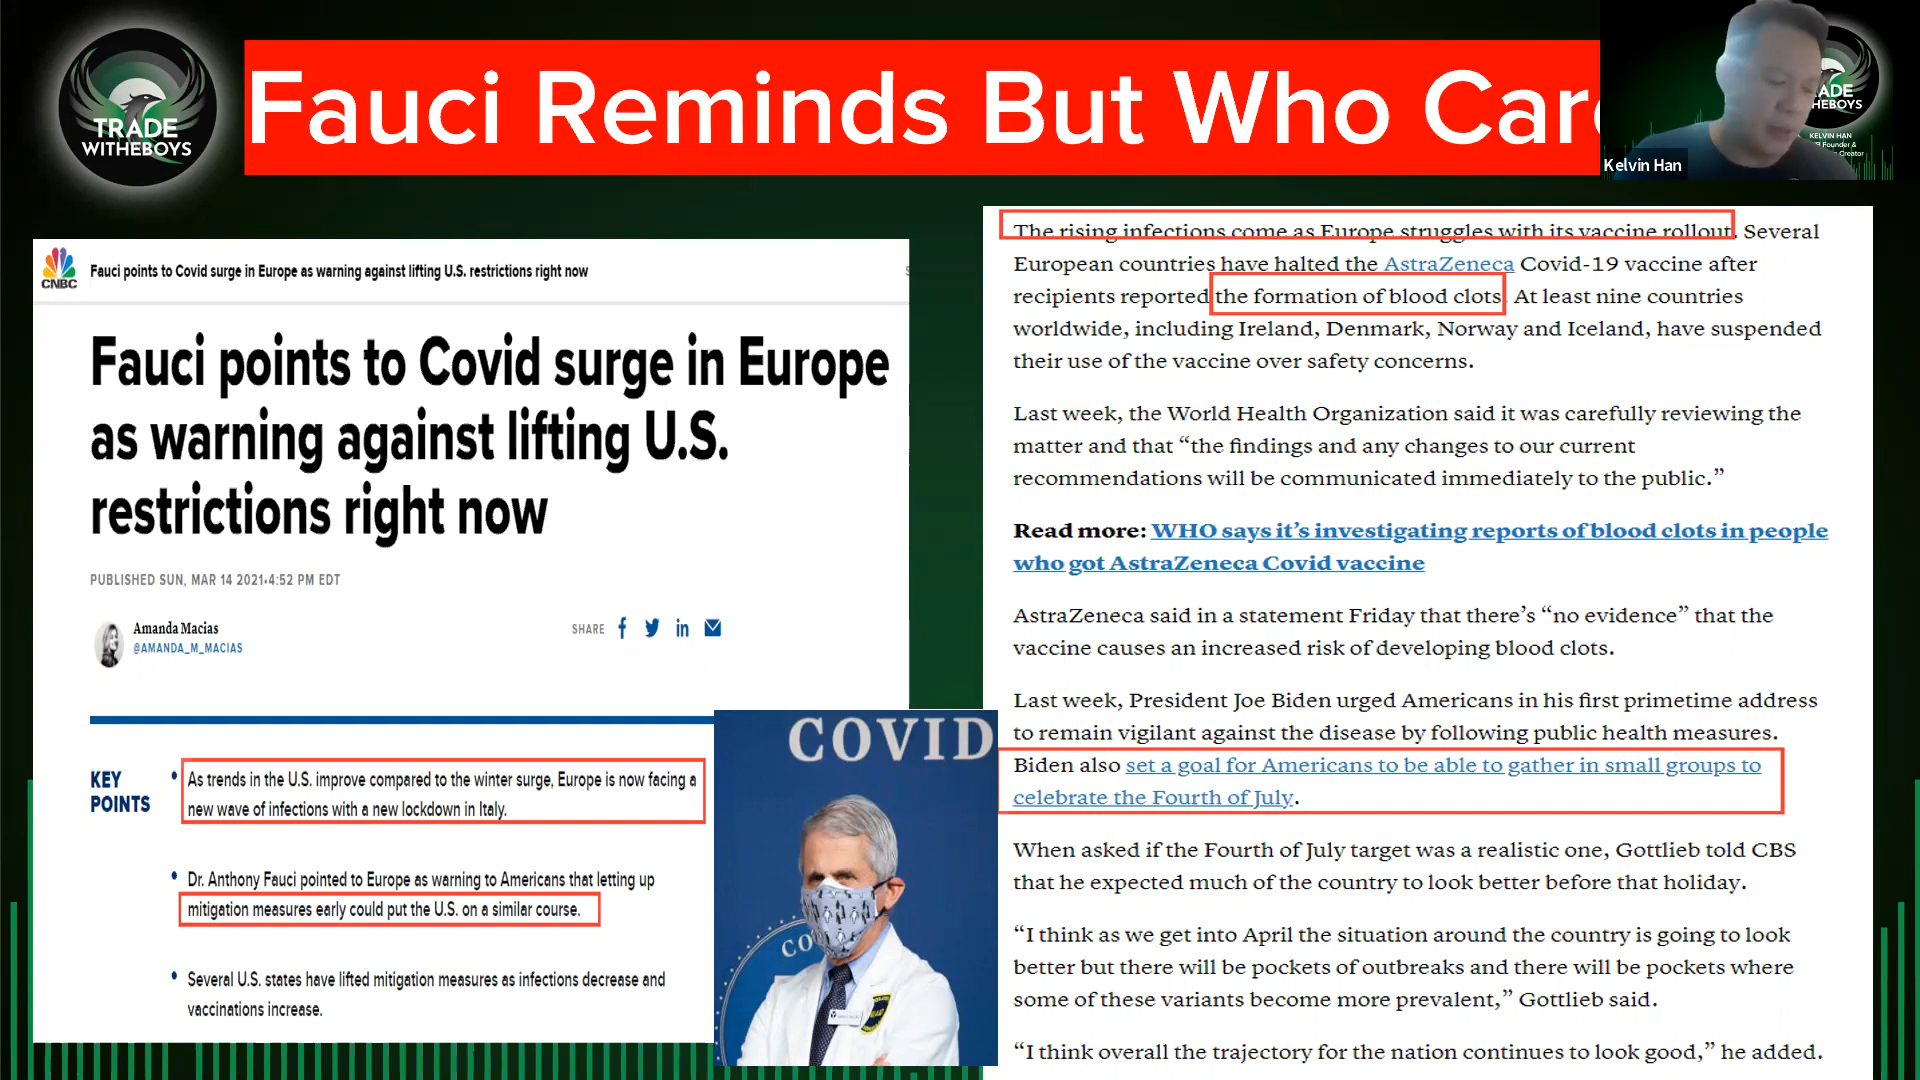 TRADE
WITHEBOYS
Fauci Reminds But Who Car
ADE
HEBOYS
KELVIN HAN
Founder &
Creator
Kelvin Han
CNBC
Fauci points to Covid surge in Europe as warning against lifting U.S. restrictions right now
Fauci points to Covid surge in Europe
as warning against lifting U.S.
restrictions right now
PUBLISHED SUN, MAR 14 2021•4:52 PM EDT
Amanda Macias
@AMANDA_M_MACIAS
SHARE
KEY
POINTS
• As trends in the U.S. improve compared to the winter surge, Europe is now facing a
new wave of infections with a new lockdown in Italy.
• Dr. Anthony Fauci pointed to Europe as warning to Americans that letting up
mitigation measures early could put the U.S. on a similar course.
• Several U.S. states have lifted mitigation measures as infections decrease and
vaccinations increase.
COVID
CO
The rising infections come as Europe struggles with its vaccine rollout. Several
European countries have halted the AstraZeneca Covid-19 vaccine after
recipients reported the formation of blood clots. At least nine countries
worldwide, including Ireland, Denmark, Norway and Iceland, have suspended
their use of the vaccine over safety concerns.
Last week, the World Health Organization said it was carefully reviewing the
matter and that “the findings and any changes to our current
recommendations will be communicated immediately to the public.”
Read more: WHO says it’s investigating reports of blood clots in people
who got AstraZeneca Covid vaccine
AstraZeneca said in a statement Friday that there’s “no evidence” that the
vaccine causes an increased risk of developing blood clots.
Last week, President Joe Biden urged Americans in his first primetime address
to remain vigilant against the disease by following public health measures.
Biden also set a goal for Americans to be able to gather in small groups to
celebrate the Fourth of July.
When asked if the Fourth of July target was a realistic one, Gottlieb told CBS
that he expected much of the country to look better before that holiday.
“I think as we get into April the situation around the country is going to look
better but there will be pockets of outbreaks and there will be pockets where
some of these variants become more prevalent,” Gottlieb said.
“I think overall the trajectory for the nation continues to look good,” he added.